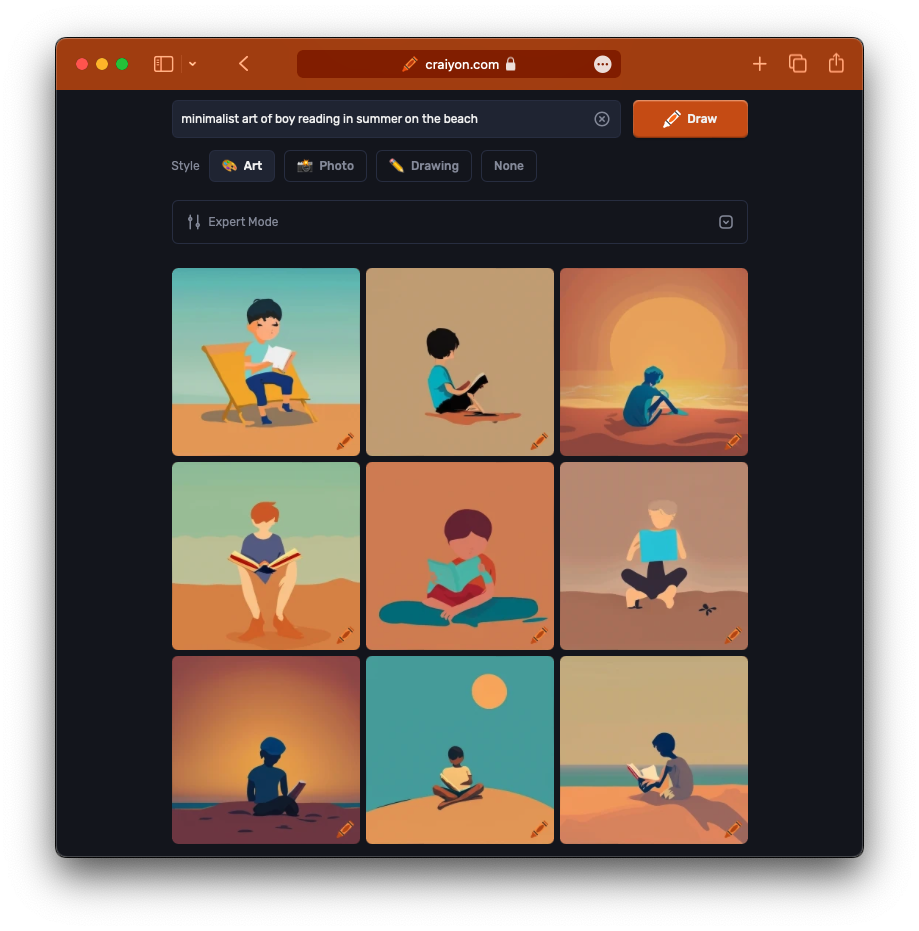 craiyon.com
minimalist art of boy reading in summer on the beach
Draw
Style Art Photo Drawing None
Expert Mode